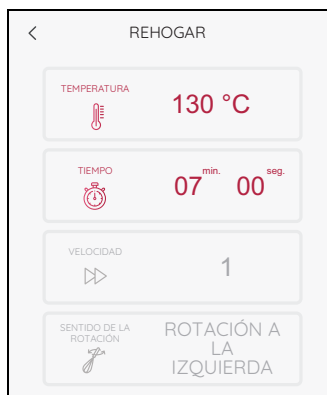 REHOGAR
TEMPERATURA
130 °C
TIEMPO
07 min. 00 seg.
VELOCIDAD
1
SENTIDO DE LA
ROTACIÓN
ROTACIÓN A
LA
IZQUIERDA